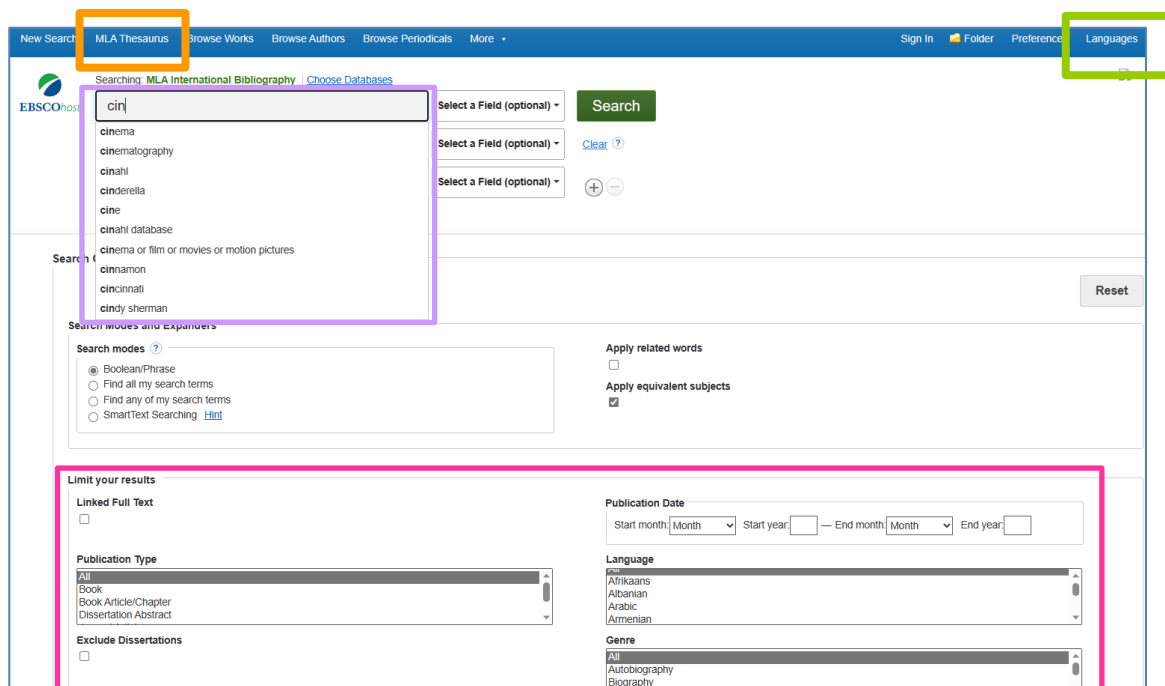 New Search MLA Thesaurus Browse Works Browse Authors Browse Periodicals More Sign In Folder Preference Languages
Searching: MLA International Bibliography Choose Databases
EBSCOhost
cin Select a Field (optional) Search
cinema
Select a Field (optional) Clear ?
cinematography
cinahl
Select a Field (optional)
cinderella
cine
cinahl database
cinema or film or movies or motion pictures
cinnamon
cincinnati
cindy sherman
Search
Reset
Search Modes and Expanders
Search modes ?
Boolean/Phrase
Find all my search terms
Find any of my search terms
SmartText Searching Hint
Apply related words
Apply equivalent subjects
Limit your results
Linked Full Text
Publication Date
Start month: Month Start year: — End month: Month End year:
Publication Type
All
Book
Book Article/Chapter
Dissertation Abstract
Language
All
Afrikaans
Albanian
Arabic
Armenian
Exclude Dissertations
Genre
All
Autobiography
Biography